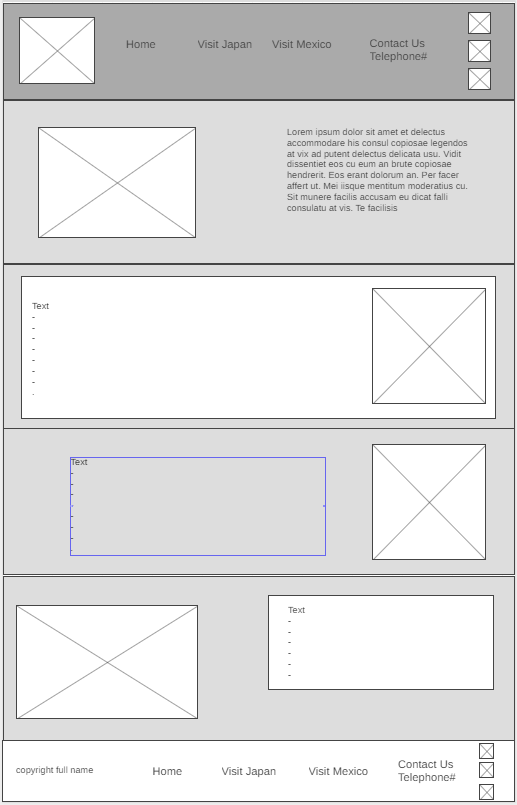 Home Visit Japan Visit Mexico Contact Us
Telephone#
Lorem ipsum dolor sit amet et delectus
accommodare his consul copiosae legendos
at vix ad putent delectus delicata usu. Vidit
dissentiet eos cu eum an brute copiosae
hendrerit. Eos erant dolorum an. Per facer
affert ut. Mei iisque mentitum moderatius cu.
Sit munere facilis accusam eu dicat falli
consulatu at vis. Te facilisis
Text
-
-
-
-
-
-
-
.
Text
-
-
-
-
-
-
-
Text
-
-
-
-
-
-
copyright full name Home Visit Japan Visit Mexico Contact Us
Telephone#